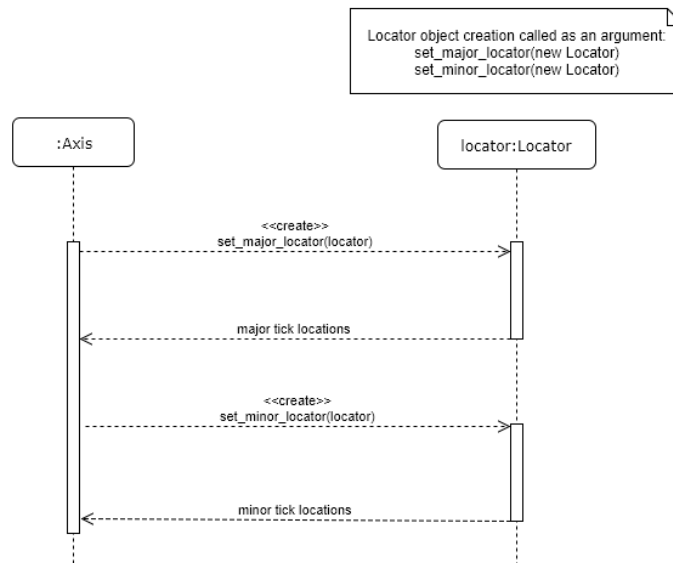 Locator object creation called as an argument:
set_major_locator(new Locator)
set_minor_locator(new Locator)
:Axis
locator:Locator
<<create>>
set_major_locator(locator)
major tick locations
<<create>>
set_minor_locator(locator)
minor tick locations